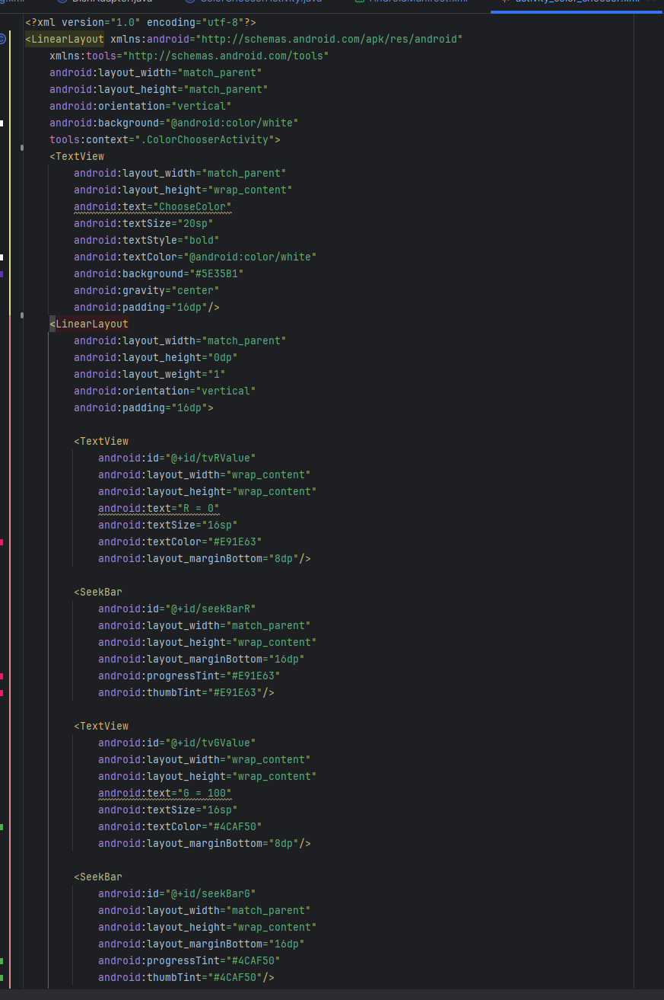 <?xml version="1.0" encoding="utf-8"?>
<LinearLayout xmlns:android="http://schemas.android.com/apk/res/android"
    xmlns:tools="http://schemas.android.com/tools"
    android:layout_width="match_parent"
    android:layout_height="match_parent"
    android:orientation="vertical"
    android:background="@android:color/white"
    tools:context=".ColorChooserActivity">
    <TextView
        android:layout_width="match_parent"
        android:layout_height="wrap_content"
        android:text="ChooseColor"
        android:textSize="20sp"
        android:textStyle="bold"
        android:textColor="@android:color/white"
        android:background="#5E35B1"
        android:gravity="center"
        android:padding="16dp"/>
    <LinearLayout
        android:layout_width="match_parent"
        android:layout_height="0dp"
        android:layout_weight="1"
        android:orientation="vertical"
        android:padding="16dp">

        <TextView
            android:id="@+id/tvRValue"
            android:layout_width="wrap_content"
            android:layout_height="wrap_content"
            android:text="R = 0"
            android:textSize="16sp"
            android:textColor="#E91E63"
            android:layout_marginBottom="8dp"/>

        <SeekBar
            android:id="@+id/seekBarR"
            android:layout_width="match_parent"
            android:layout_height="wrap_content"
            android:layout_marginBottom="16dp"
            android:progressTint="#E91E63"
            android:thumbTint="#E91E63"/>

        <TextView
            android:id="@+id/tvGValue"
            android:layout_width="wrap_content"
            android:layout_height="wrap_content"
            android:text="G = 100"
            android:textSize="16sp"
            android:textColor="#4CAF50"
            android:layout_marginBottom="8dp"/>

        <SeekBar
            android:id="@+id/seekBarG"
            android:layout_width="match_parent"
            android:layout_height="wrap_content"
            android:layout_marginBottom="16dp"
            android:progressTint="#4CAF50"
            android:thumbTint="#4CAF50"/>